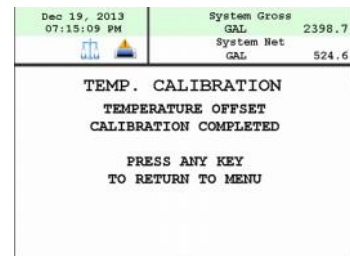 Dec 19, 2013
07:15:09 PM
System Gross
GAL 2398.7
System Net
GAL 524.6
TEMP. CALIBRATION
TEMPERATURE OFFSET
CALIBRATION COMPLETED
PRESS ANY KEY
TO RETURN TO MENU